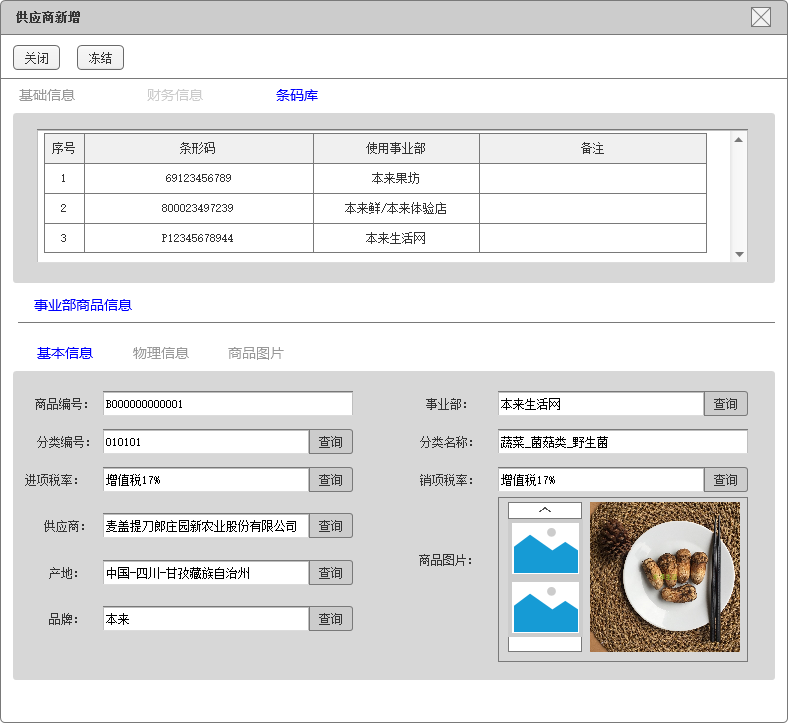 供应商新增
关闭 冻结
基础信息 财务信息 条码库
序号 条形码 使用事业部 备注
1 69123456789 本来果坊
2 800023497239 本来鲜/本来体验店
3 P12345678944 本来生活网
事业部商品信息
基本信息 物理信息 商品图片
商品编号： B000000000001 事业部： 本来生活网 查询
分类编号： 010101 查询 分类名称： 蔬菜_菌菇类_野生菌
进项税率： 增值税17% 查询 销项税率： 增值税17% 查询
供应商： 麦盖提刀郎庄园新农业股份有限公司 查询
商品图片：
产地： 中国-四川-甘孜藏族自治州 查询
品牌： 本来 查询